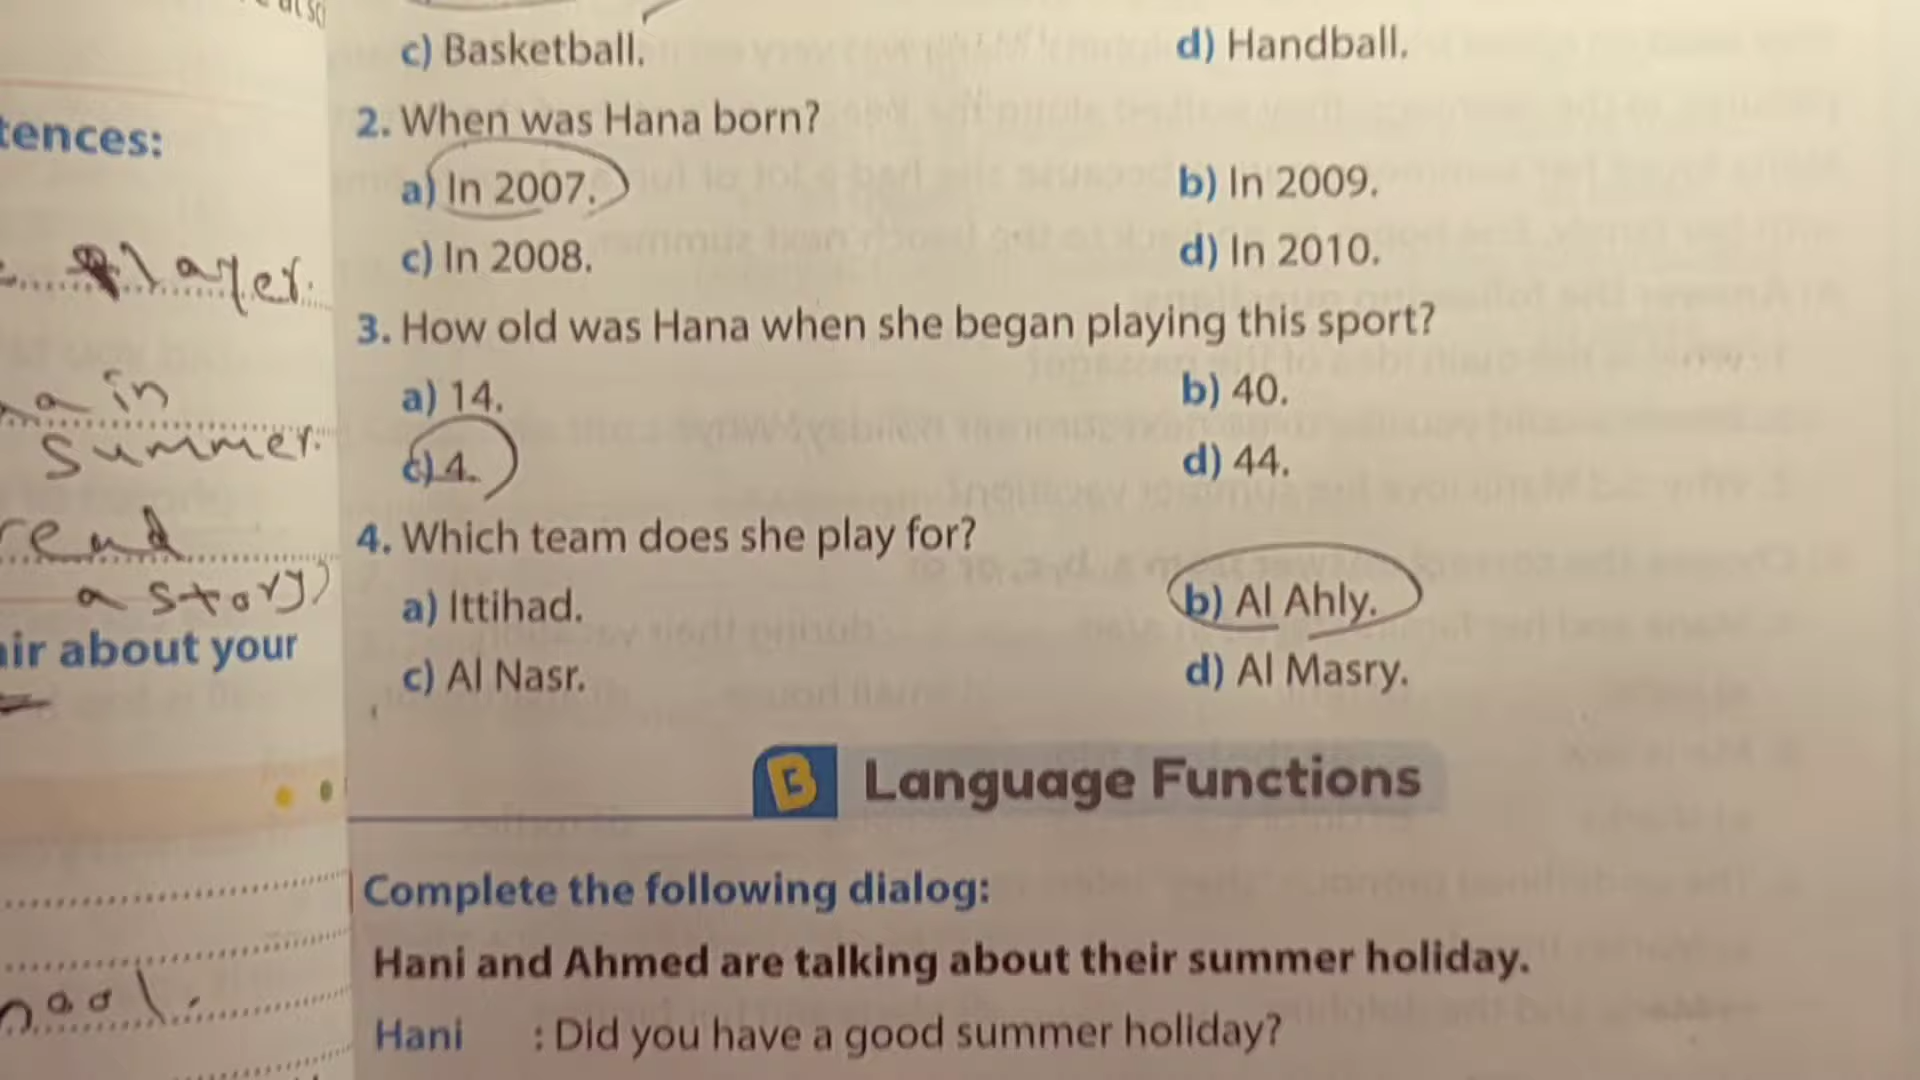 c) Basketball.
d) Handball.
2. When was Hana born?
a) In 2007.
b) In 2009.
c) In 2008.
d) In 2010.
3. How old was Hana when she began playing this sport?
a) 14.
b) 40.
c) 4.
d) 44.
4. Which team does she play for?
a) Ittihad.
b) Al Ahly.
c) Al Nasr.
d) Al Masry.
B Language Functions
Complete the following dialog:
Hani and Ahmed are talking about their summer holiday.
Hani : Did you have a good summer holiday?
tences:
player.
in
summer.
read
a story)
air about your